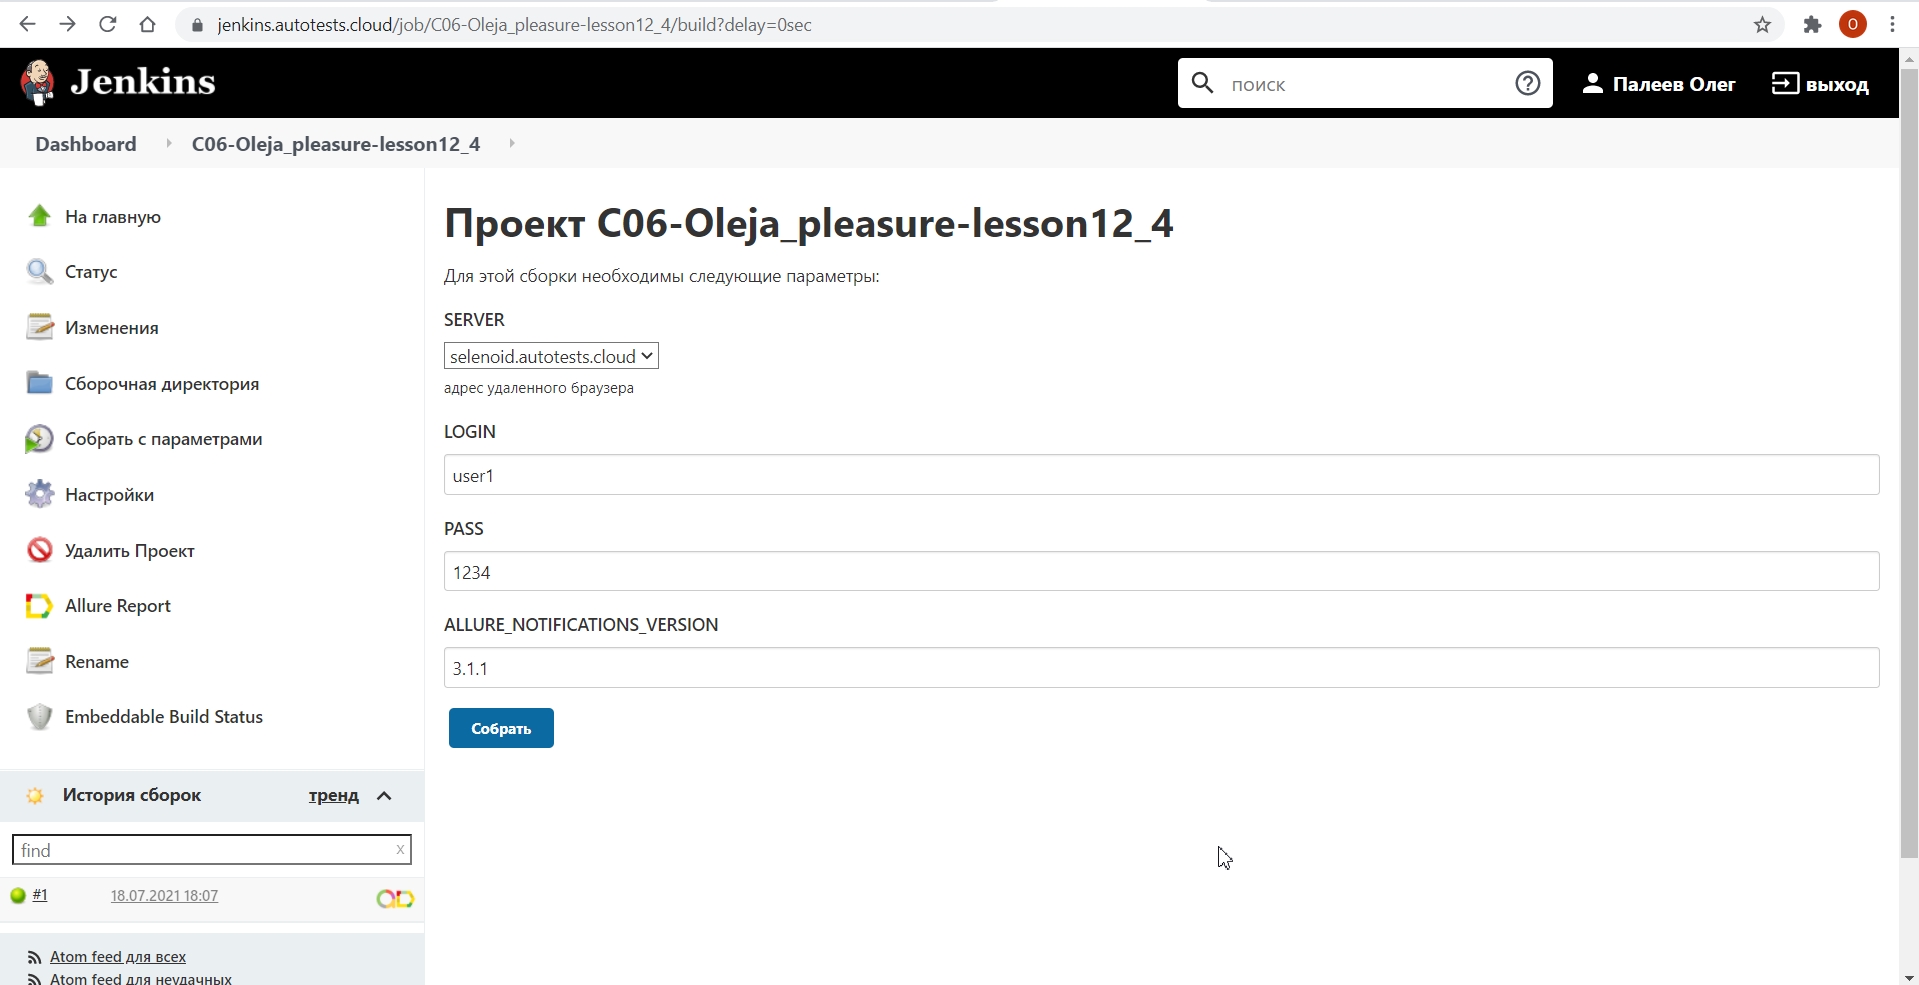 jenkins.autotests.cloud/job/C06-Oleja_pleasure-lesson12_4/build?delay=0sec
O
Jenkins
поиск
Палеев Олег
выход
Dashboard
C06-Oleja_pleasure-lesson12_4
На главную
Статус
Изменения
Сборочная директория
Собрать с параметрами
Настройки
Удалить Проект
Allure Report
Rename
Embeddable Build Status
История сборок
тренд
find
x
#1
18.07.2021 18:07
Atom feed для всех
Atom feed для неудачных
Проект C06-Oleja_pleasure-lesson12_4
Для этой сборки необходимы следующие параметры:
SERVER
selenoid.autotests.cloud
адрес удаленного браузера
LOGIN
user1
PASS
1234
ALLURE_NOTIFICATIONS_VERSION
3.1.1
Собрать